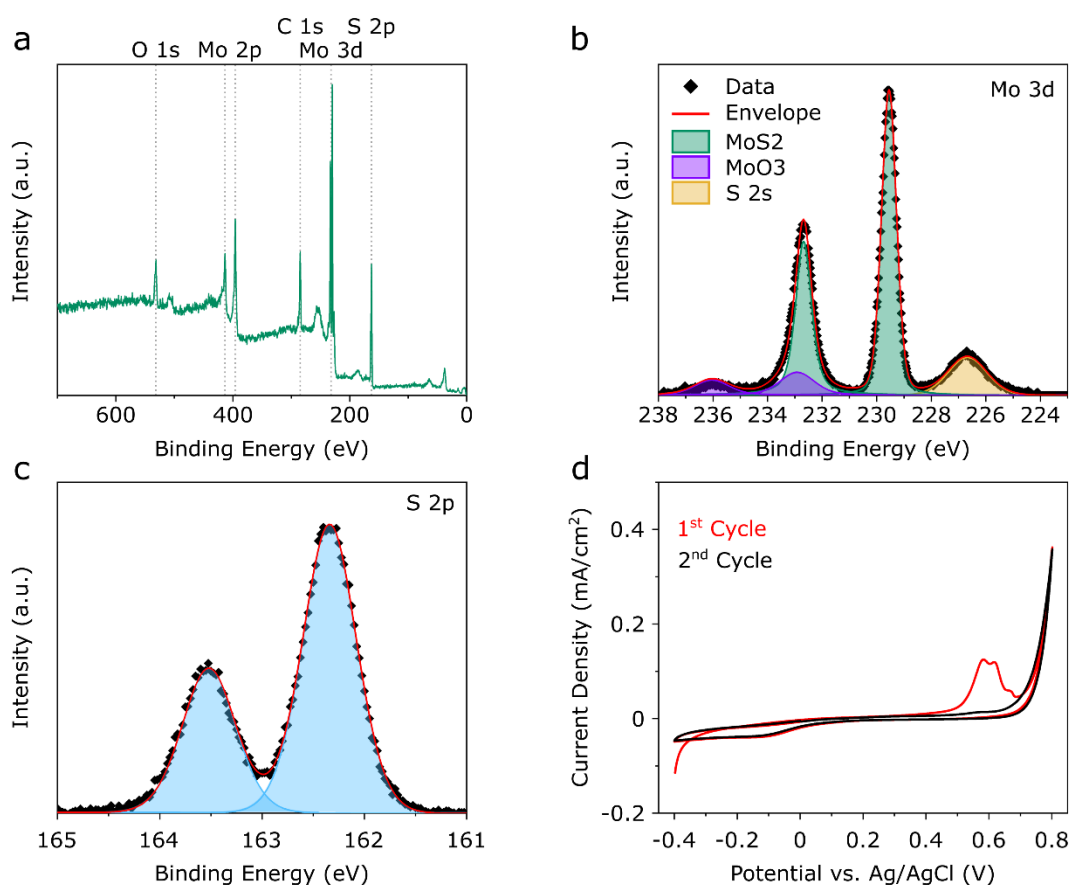 a
C 1s S 2p
O 1s Mo 2p Mo 3d
Intensity (a.u.)
600 400 200 0
Binding Energy (eV)
b
Data
Envelope
MoS2
MoO3
S 2s
Mo 3d
Intensity (a.u.)
238 236 234 232 230 228 226 224
Binding Energy (eV)
c
S 2p
Intensity (a.u.)
165 164 163 162 161
Binding Energy (eV)
d
1st Cycle
2nd Cycle
Current Density (mA/cm²)
0.4
0.2
0
-0.2
-0.4 -0.2 0 0.2 0.4 0.6 0.8
Potential vs. Ag/AgCl (V)